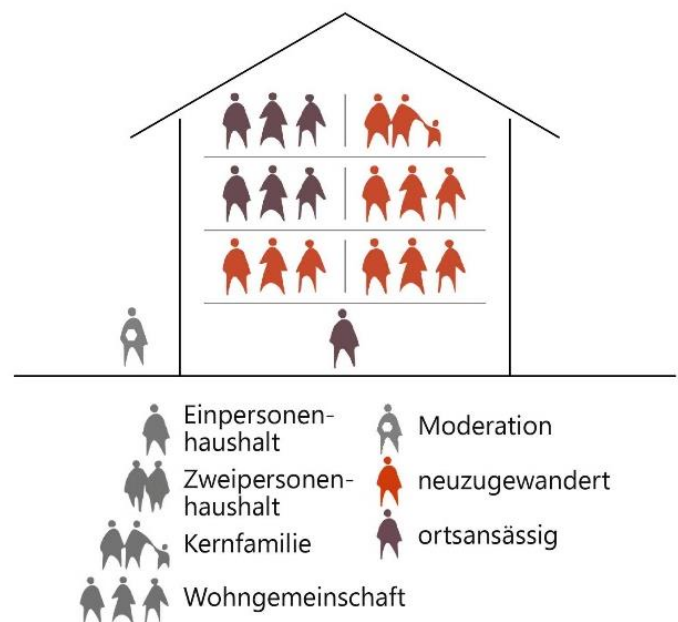 Einpersonen-
haushalt
Zweipersonen-
haushalt
Kernfamilie
Wohngemeinschaft
Moderation
neuzugewandert
ortsansässig